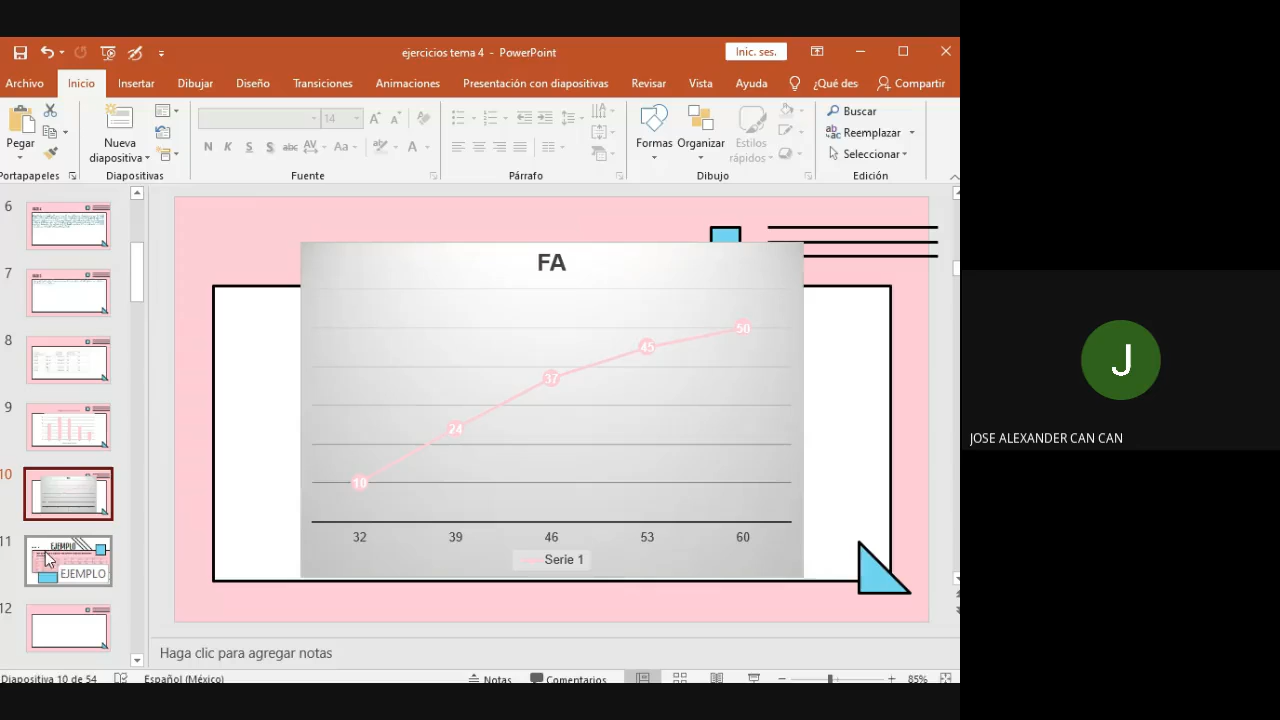 ejercicios tema 4 - PowerPoint
Inic. ses.
Archivo Inicio Insertar Dibujar Diseño Transiciones Animaciones Presentación con diapositivas Revisar Vista Ayuda ¿Qué des Compartir
Pegar
Nueva
diapositiva
14
N K S S abc AV Aa A
Formas Organizar Estilos
rápidos
Buscar
Reemplazar
Seleccionar
Portapapeles Diapositivas Fuente Párrafo Dibujo Edición
6
7
8
9
10
11
EJEMPLO
EJEMPLO
12
FA
50
45
37
24
10
32 39 46 53 60
Serie 1
Haga clic para agregar notas
Diapositiva 10 de 54 Español (México) Notas Comentarios 85%
J
JOSE ALEXANDER CAN CAN